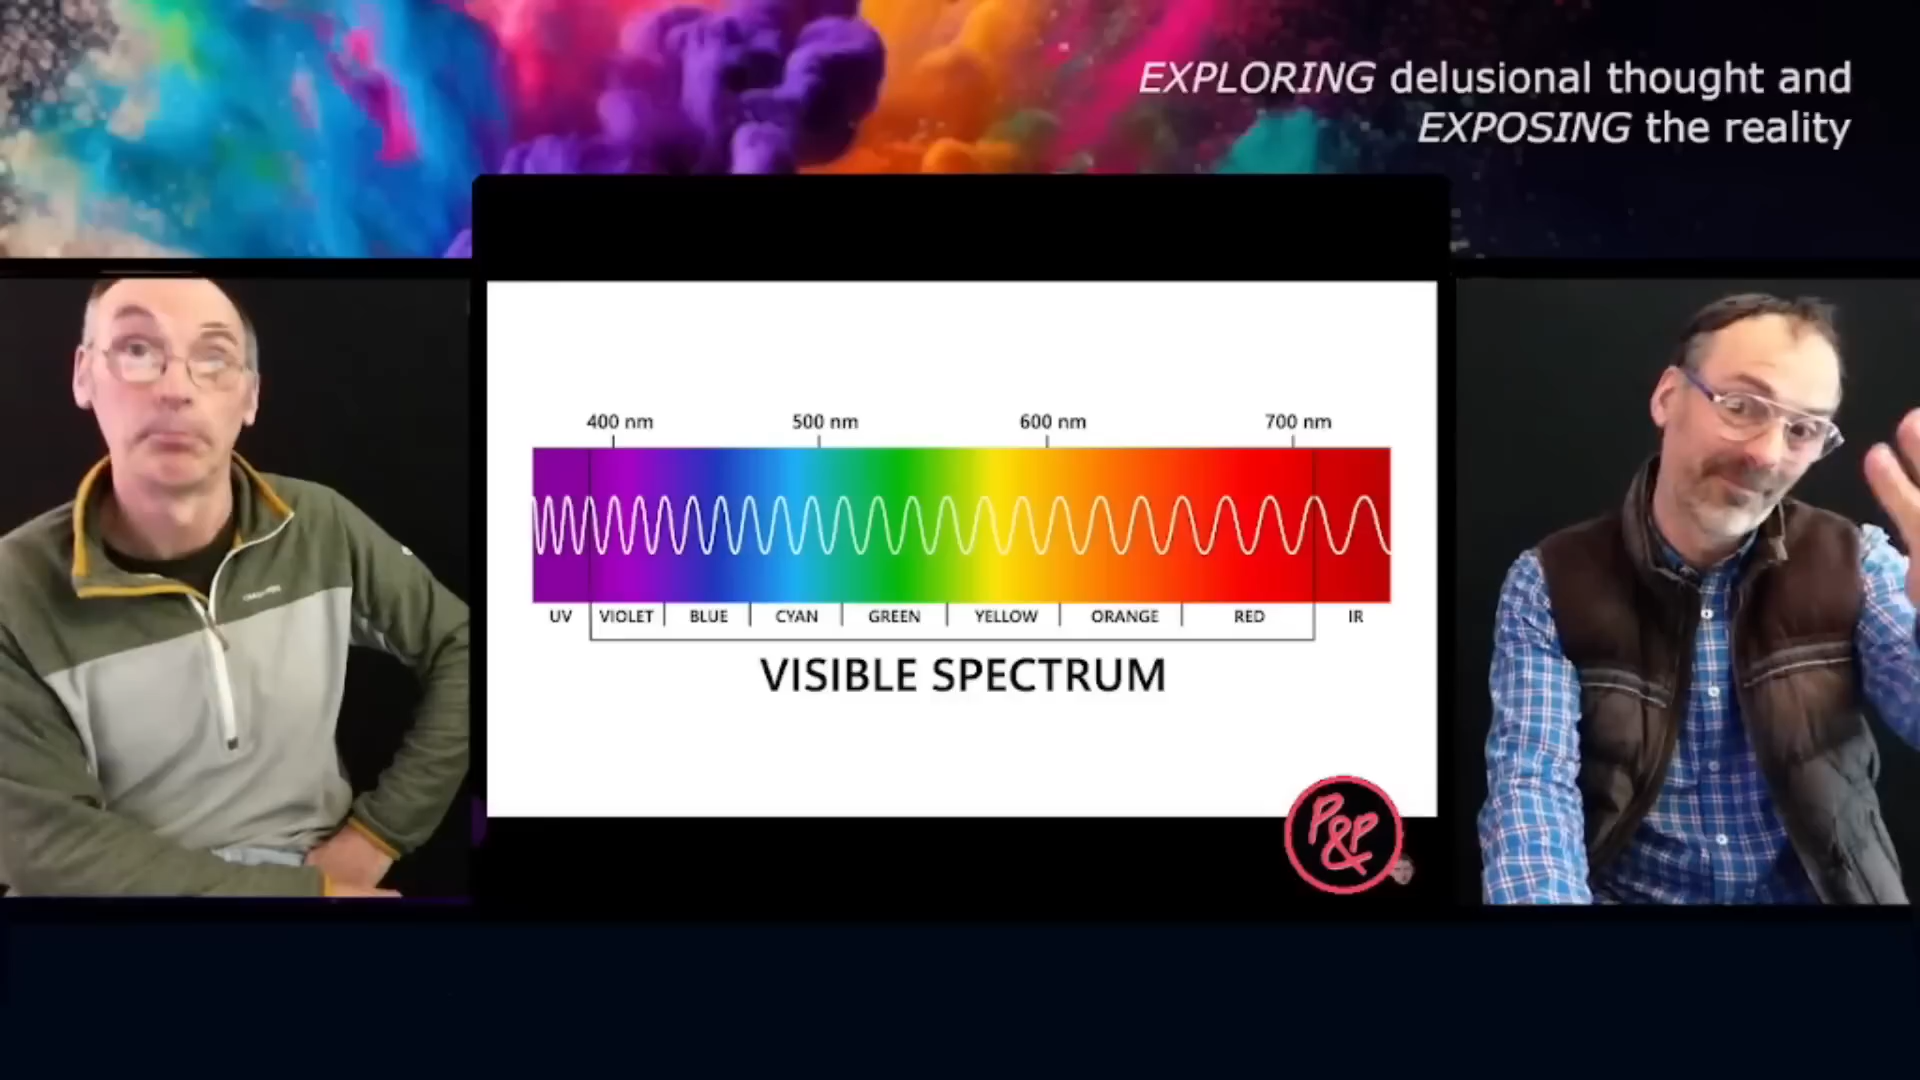 EXPLORING delusional thought and
EXPOSING the reality
400 nm 500 nm 600 nm 700 nm
UV VIOLET BLUE CYAN GREEN YELLOW ORANGE RED IR
VISIBLE SPECTRUM
P&P